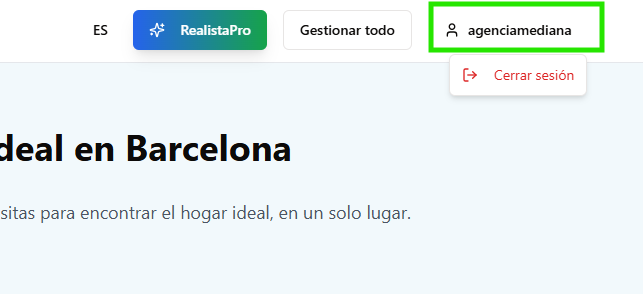 ES RealistaPro Gestionar todo agenciamediana
Cerrar sesión
deal en Barcelona
sitas para encontrar el hogar ideal, en un solo lugar.